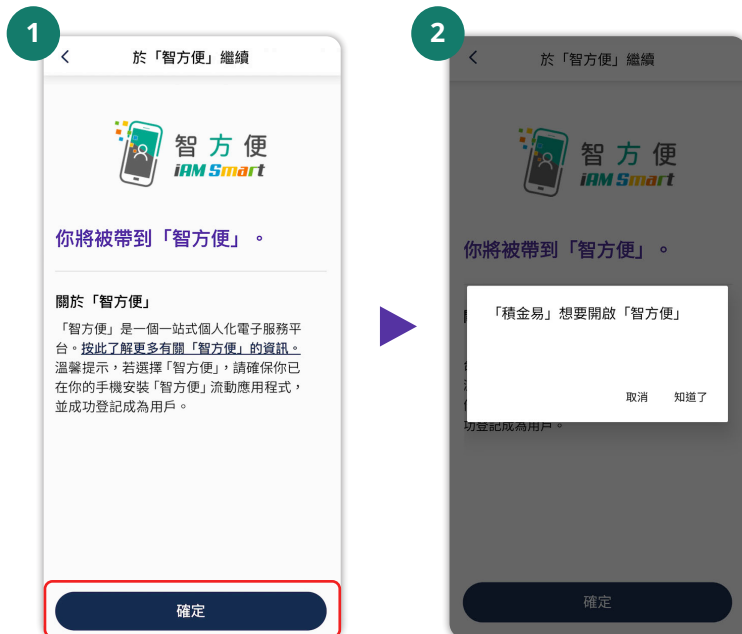 1
於「智方便」繼續
智方便
iAM Smart
你將被帶到「智方便」。
關於「智方便」
「智方便」是一個一站式個人化電子服務平
台。按此了解更多有關「智方便」的資訊。
溫馨提示，若選擇「智方便」，請確保你已
在你的手機安裝「智方便」流動應用程式，
並成功登記成為用戶。
確定
2
於「智方便」繼續
智方便
iAM Smart
你將被帶到「智方便」。
「積金易」想要開啟「智方便」
取消 知道了
功登記成為用戶。
確定